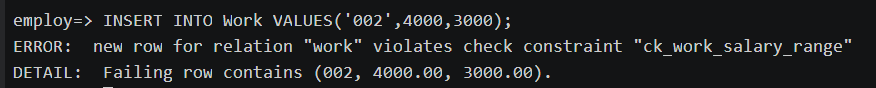 employ=> INSERT INTO Work VALUES('002',4000,3000);
ERROR:  new row for relation "work" violates check constraint "ck_work_salary_range"
DETAIL:  Failing row contains (002, 4000.00, 3000.00).